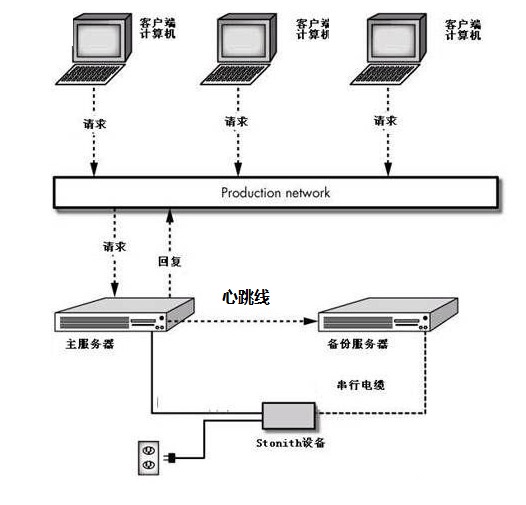 客户端
计算机
客户端
计算机
客户端
计算机
请求
请求
请求
Production network
请求
回复
心跳线
主服务器
备份服务器
串行电缆
Stonith设备